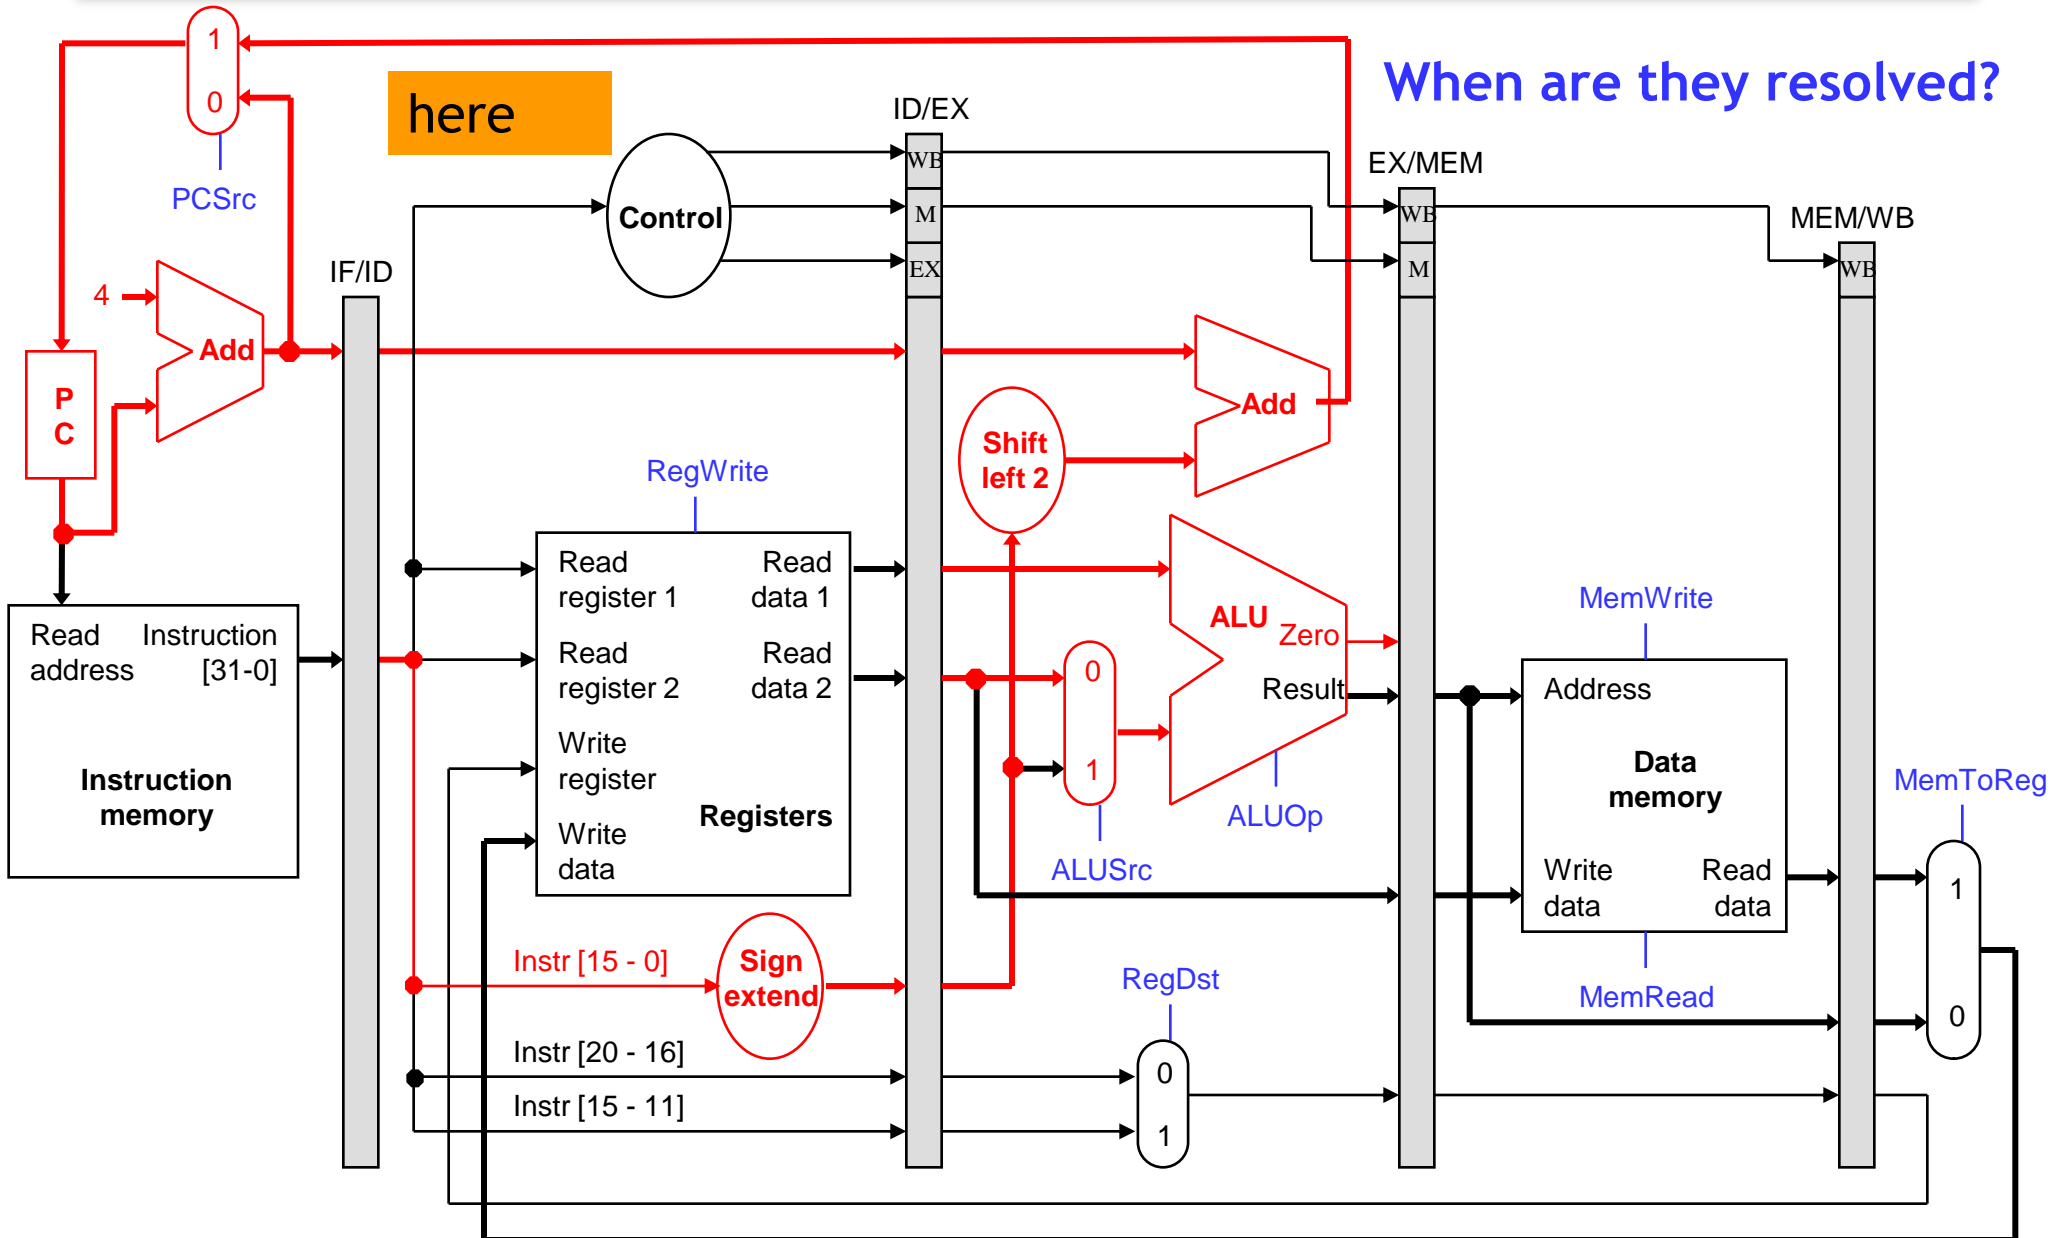 When are they resolved?
here
1
0
PCSrc
ID/EX
WB
M
EX
EX/MEM
WB
M
MEM/WB
WB
Control
IF/ID
4
Add
P
C
Add
Shift
left 2
RegWrite
Read
address
Instruction
[31-0]
Instruction
memory
Read
register 1
Read
data 1
Read
register 2
Read
data 2
Write
register
Write
data
Registers
0
1
ALUSrc
ALU
Zero
Result
ALUOp
MemWrite
Address
Data
memory
Write
data
Read
data
MemRead
MemToReg
1
0
Instr [15 - 0]
Sign
extend
RegDst
Instr [20 - 16]
Instr [15 - 11]
0
1